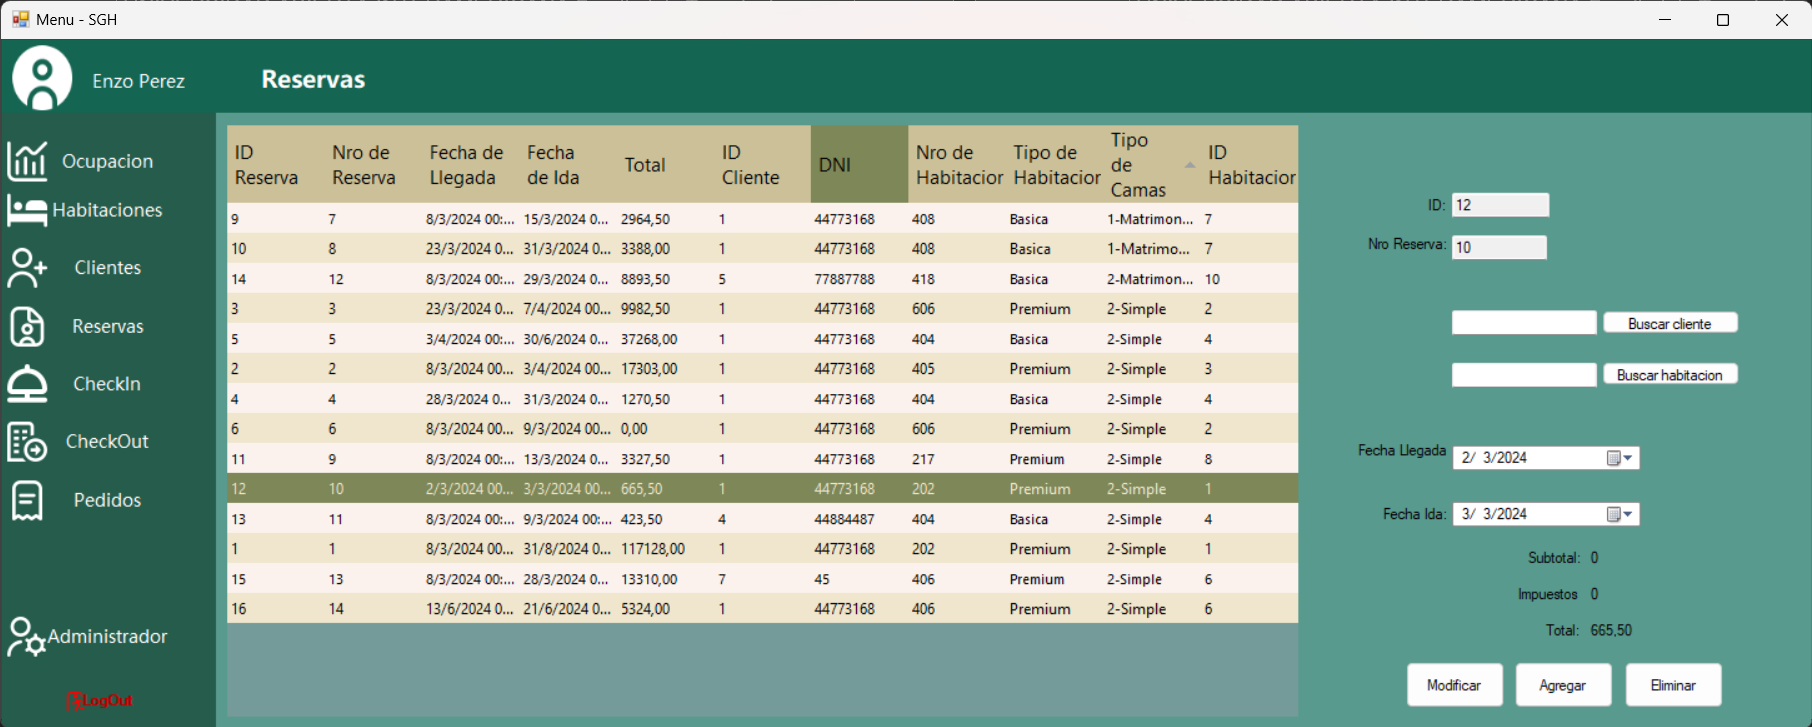 Menu - SGH
Enzo Perez
Reservas
Ocupacion
Habitaciones
Clientes
Reservas
CheckIn
CheckOut
Pedidos
Administrador
LogOut
ID Reserva	Nro de Reserva	Fecha de Llegada	Fecha de Ida	Total	ID Cliente	DNI	Nro de Habitacior	Tipo de Habitacior	Tipo de Camas	ID Habitacior
9	7	8/3/2024 00:...	15/3/2024 0...	2964,50	1	44773168	408	Basica	1-Matrimon...	7
10	8	23/3/2024 0...	31/3/2024 0...	3388,00	1	44773168	408	Basica	1-Matrimo...	7
14	12	8/3/2024 00:...	29/3/2024 0...	8893,50	5	77887788	418	Basica	2-Matrimon...	10
3	3	23/3/2024 0...	7/4/2024 00...	9982,50	1	44773168	606	Premium	2-Simple	2
5	5	3/4/2024 00...	30/6/2024 0...	37268,00	1	44773168	404	Basica	2-Simple	4
2	2	8/3/2024 00...	3/4/2024 00...	17303,00	1	44773168	405	Premium	2-Simple	3
4	4	28/3/2024 0...	31/3/2024 0...	1270,50	1	44773168	404	Basica	2-Simple	4
6	6	8/3/2024 00...	9/3/2024 00...	0,00	1	44773168	606	Premium	2-Simple	2
11	9	8/3/2024 00...	13/3/2024 0...	3327,50	1	44773168	217	Premium	2-Simple	8
12	10	2/3/2024 00...	3/3/2024 00...	665,50	1	44773168	202	Premium	2-Simple	1
13	11	8/3/2024 00:...	9/3/2024 00:...	423,50	4	44884487	404	Basica	2-Simple	4
1	1	8/3/2024 00...	31/8/2024 0...	117128,00	1	44773168	202	Premium	2-Simple	1
15	13	8/3/2024 00:...	28/3/2024 0...	13310,00	7	45	406	Premium	2-Simple	6
16	14	13/6/2024 0...	21/6/2024 0...	5324,00	1	44773168	406	Premium	2-Simple	6
ID: 12
Nro Reserva: 10
Buscar cliente
Buscar habitacion
Fecha Llegada 2/ 3/2024
Fecha Ida: 3/ 3/2024
Subtotal: 0
Impuestos 0
Total: 665,50
Modificar	Agregar	Eliminar